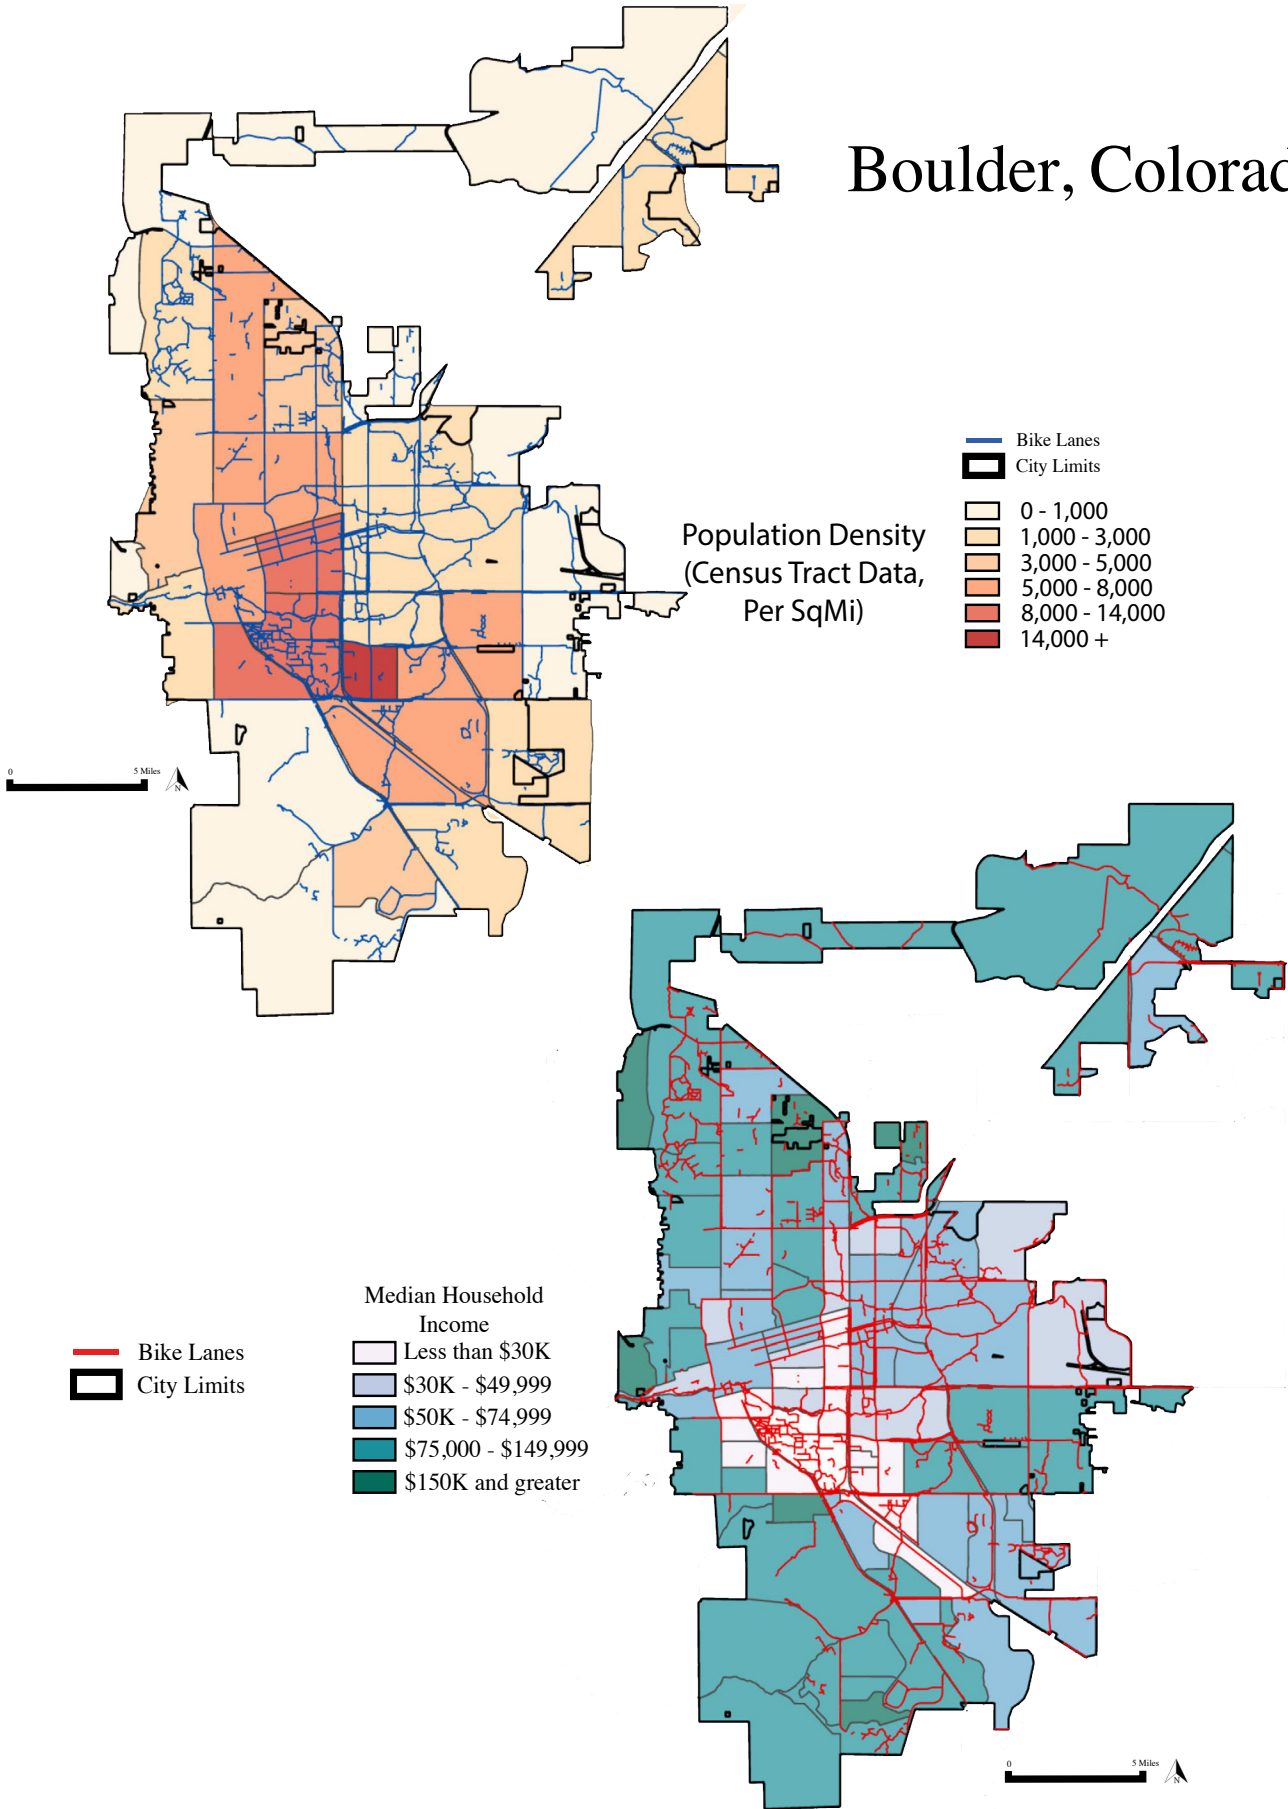 Boulder, Colorad
Bike Lanes
City Limits
Population Density
(Census Tract Data,
Per SqMi)
0 - 1,000
1,000 - 3,000
3,000 - 5,000
5,000 - 8,000
8,000 - 14,000
14,000 +
0 5 Miles
N
Median Household
Income
Bike Lanes
City Limits
Less than $30K
$30K - $49,999
$50K - $74,999
$75,000 - $149,999
$150K and greater
0 5 Miles
N